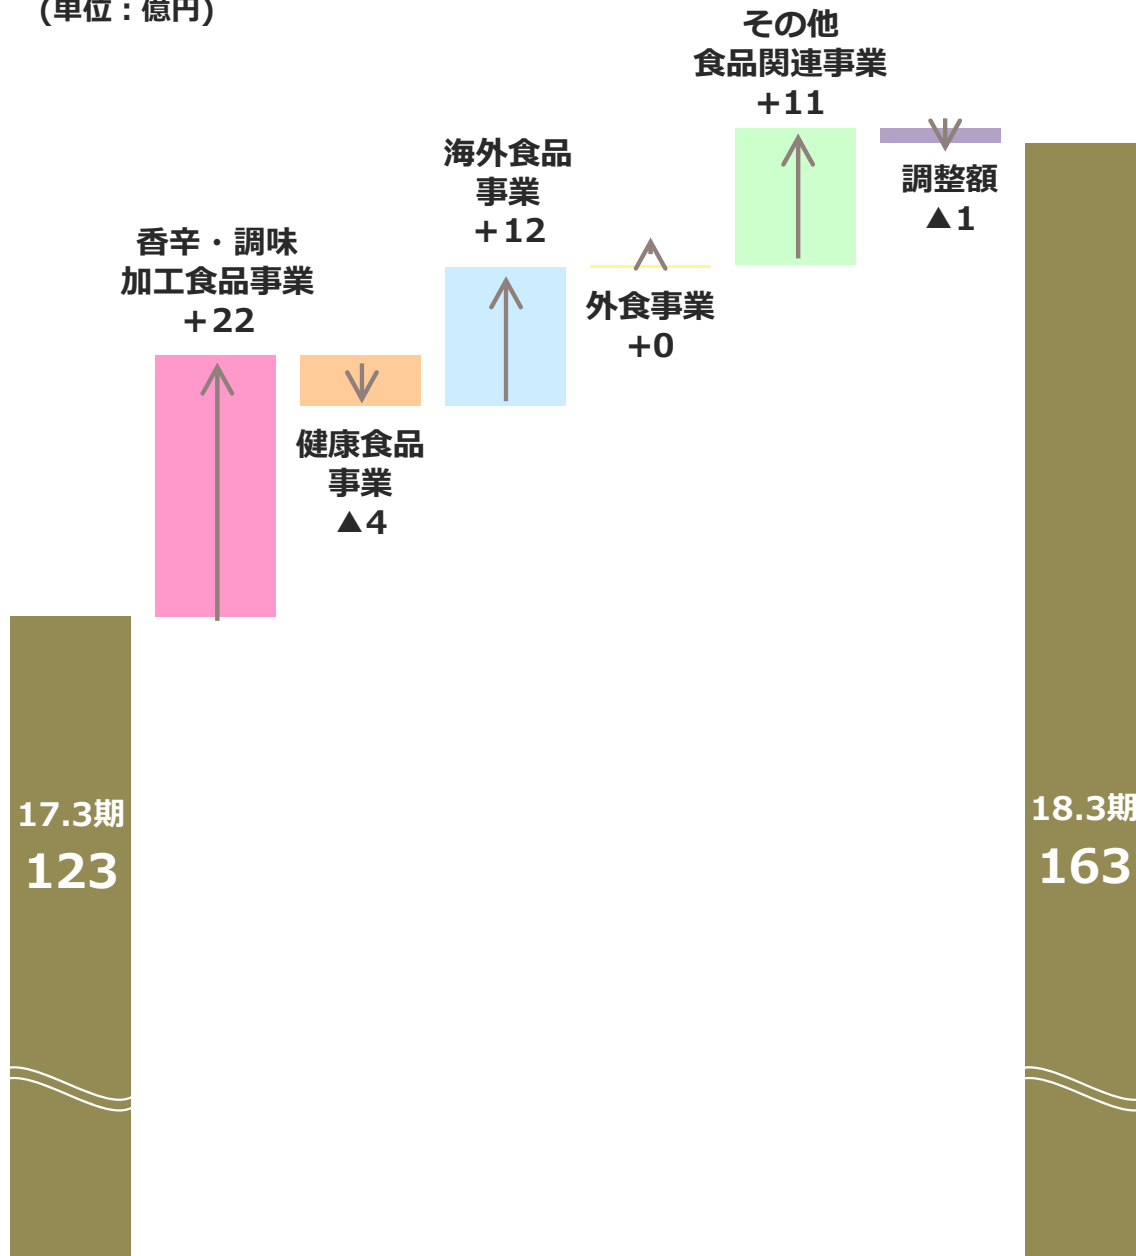 (単位：億円)
その他
食品関連事業
+11
海外食品
事業
+12
調整額
▲1
香辛・調味
加工食品事業
+22
外食事業
+0
健康食品
事業
▲4
17.3期
123
18.3期
163